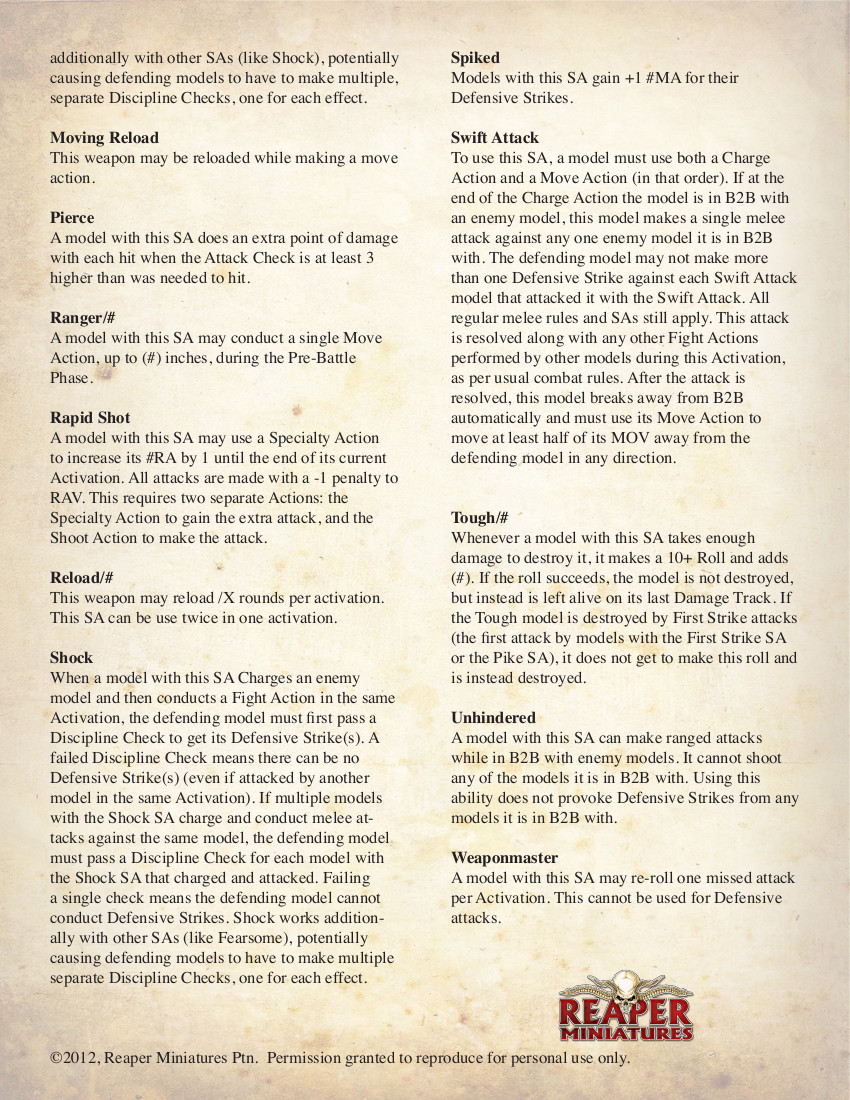 additionally with other SAs (like Shock), potentially
causing defending models to have to make multiple,
separate Discipline Checks, one for each effect.
Moving Reload
This weapon may be reloaded while making a move
action.
Pierce
A model with this SA does an extra point of damage
with each hit when the Attack Check is at least 3
higher than was needed to hit.
Ranger/#
A model with this SA may conduct a single Move
Action, up to (#) inches, during the Pre-Battle
Phase.
Rapid Shot
A model with this SA may use a Specialty Action
to increase its #RA by 1 until the end of its current
Activation. All attacks are made with a -1 penalty to
RAV. This requires two separate Actions: the
Specialty Action to gain the extra attack, and the
Shoot Action to make the attack.
Reload/#
This weapon may reload /X rounds per activation.
This SA can be use twice in one activation.
Shock
When a model with this SA Charges an enemy
model and then conducts a Fight Action in the same
Activation, the defending model must first pass a
Discipline Check to get its Defensive Strike(s). A
failed Discipline Check means there can be no
Defensive Strike(s) (even if attacked by another
model in the same Activation). If multiple models
with the Shock SA charge and conduct melee at-
tacks against the same model, the defending model
must pass a Discipline Check for each model with
the Shock SA that charged and attacked. Failing
a single check means the defending model cannot
conduct Defensive Strikes. Shock works addition-
ally with other SAs (like Fearsome), potentially
causing defending models to have to make multiple
separate Discipline Checks, one for each effect.
Spiked
Models with this SA gain +1 #MA for their
Defensive Strikes.
Swift Attack
To use this SA, a model must use both a Charge
Action and a Move Action (in that order). If at the
end of the Charge Action the model is in B2B with
an enemy model, this model makes a single melee
attack against any one enemy model it is in B2B
with. The defending model may not make more
than one Defensive Strike against each Swift Attack
model that attacked it with the Swift Attack. All
regular melee rules and SAs still apply. This attack
is resolved along with any other Fight Actions
performed by other models during this Activation,
as per usual combat rules. After the attack is
resolved, this model breaks away from B2B
automatically and must use its Move Action to
move at least half of its MOV away from the
defending model in any direction.
Tough/#
Whenever a model with this SA takes enough
damage to destroy it, it makes a 10+ Roll and adds
(#). If the roll succeeds, the model is not destroyed,
but instead is left alive on its last Damage Track. If
the Tough model is destroyed by First Strike attacks
(the first attack by models with the First Strike SA
or the Pike SA), it does not get to make this roll and
is instead destroyed.
Unhindered
A model with this SA can make ranged attacks
while in B2B with enemy models. It cannot shoot
any of the models it is in B2B with. Using this
ability does not provoke Defensive Strikes from any
models it is in B2B with.
Weaponmaster
A model with this SA may re-roll one missed attack
per Activation. This cannot be used for Defensive
attacks.
REAPER
MINIATURES
©2012, Reaper Miniatures Ptn. Permission granted to reproduce for personal use only.